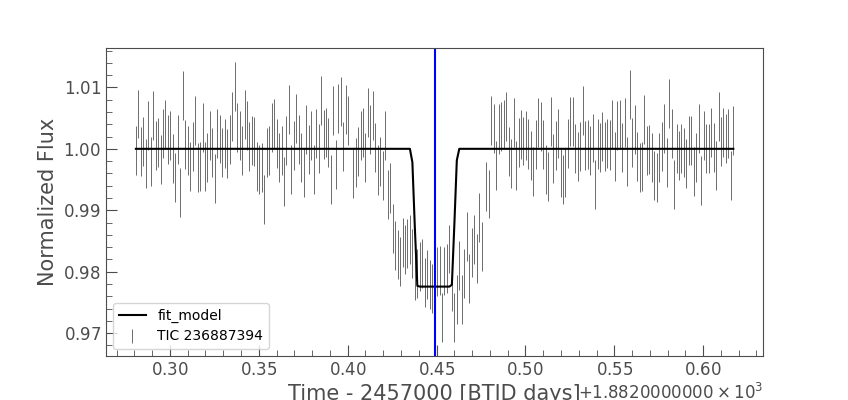 Normalized Flux
1.01
1.00
0.99
0.98
0.97
fit_model
TIC 236887394
0.30 0.35 0.40 0.45 0.50 0.55 0.60
Time - 2457000 [BTJD days]
+1.8820000000 × 10³